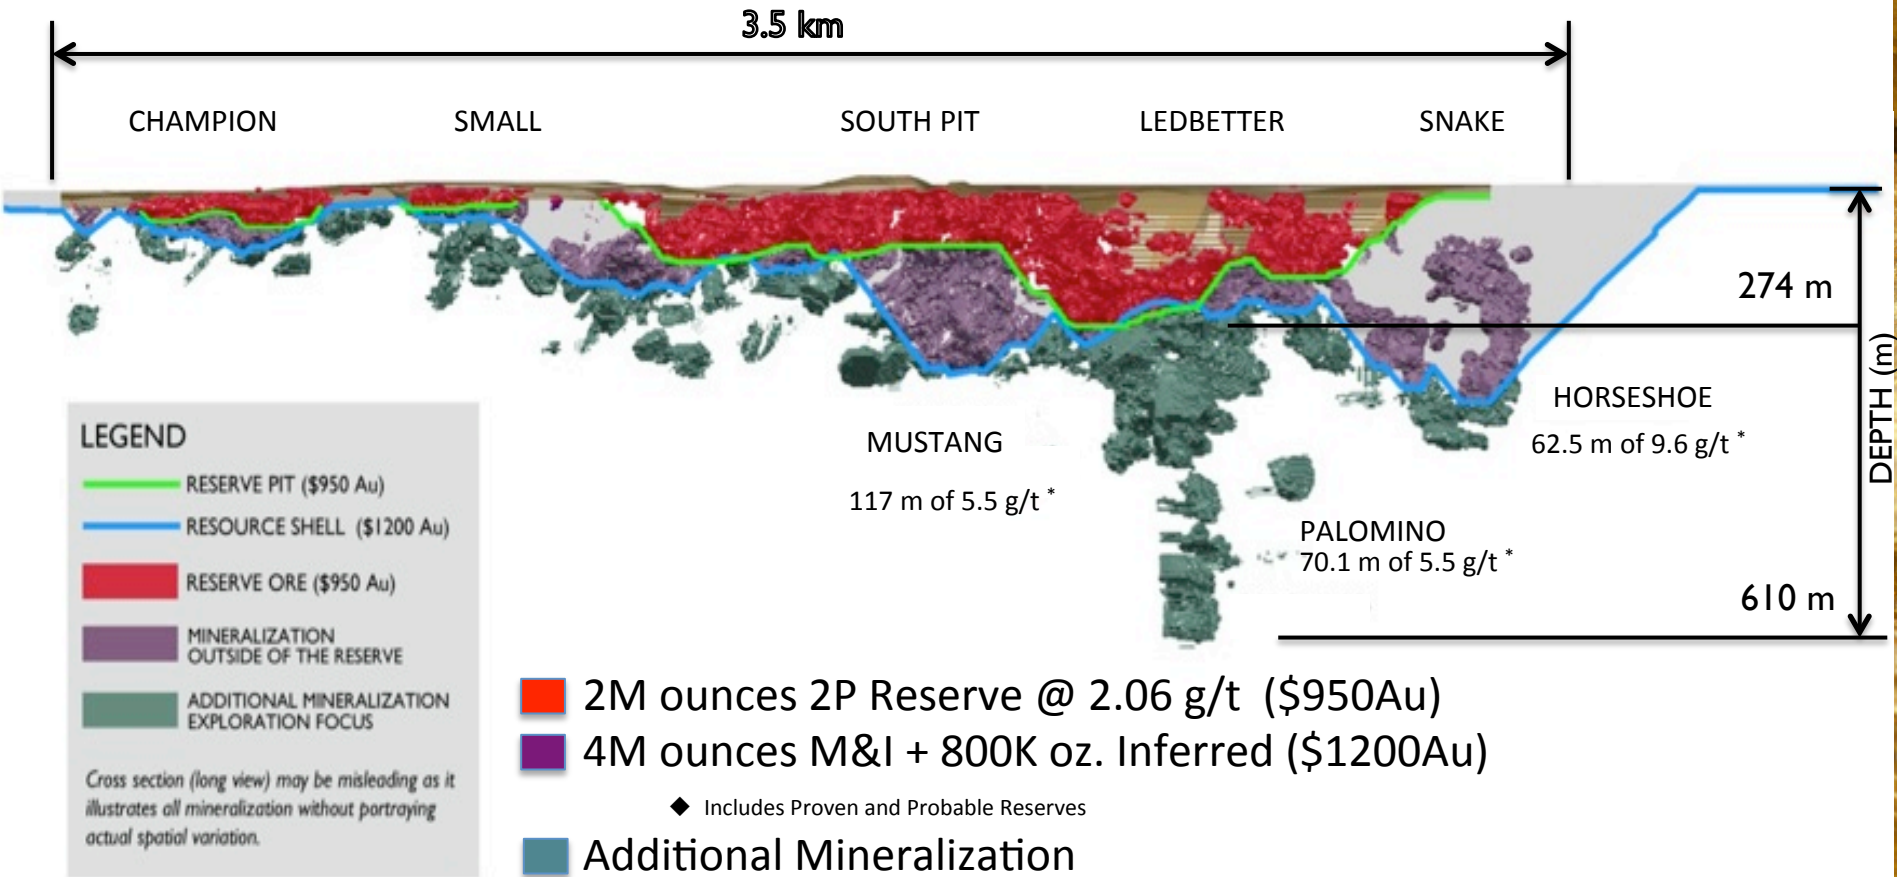 3.5 km
CHAMPION
SMALL
SOUTH PIT
LEDBETTER
SNAKE
274 m
DEPTH (m)
HORSESHOE
62.5 m of 9.6 g/t *
MUSTANG
117 m of 5.5 g/t *
PALOMINO
70.1 m of 5.5 g/t *
610 m
LEGEND
RESERVE PIT ($950 Au)
RESOURCE SHELL ($1200 Au)
RESERVE ORE ($950 Au)
MINERALIZATION
OUTSIDE OF THE RESERVE
ADDITIONAL MINERALIZATION
EXPLORATION FOCUS
Cross section (long view) may be misleading as it
illustrates all mineralization without portraying
actual spatial variation.
2M ounces 2P Reserve @ 2.06 g/t ($950Au)
4M ounces M&I + 800K oz. Inferred ($1200Au)
◆ Includes Proven and Probable Reserves
Additional Mineralization